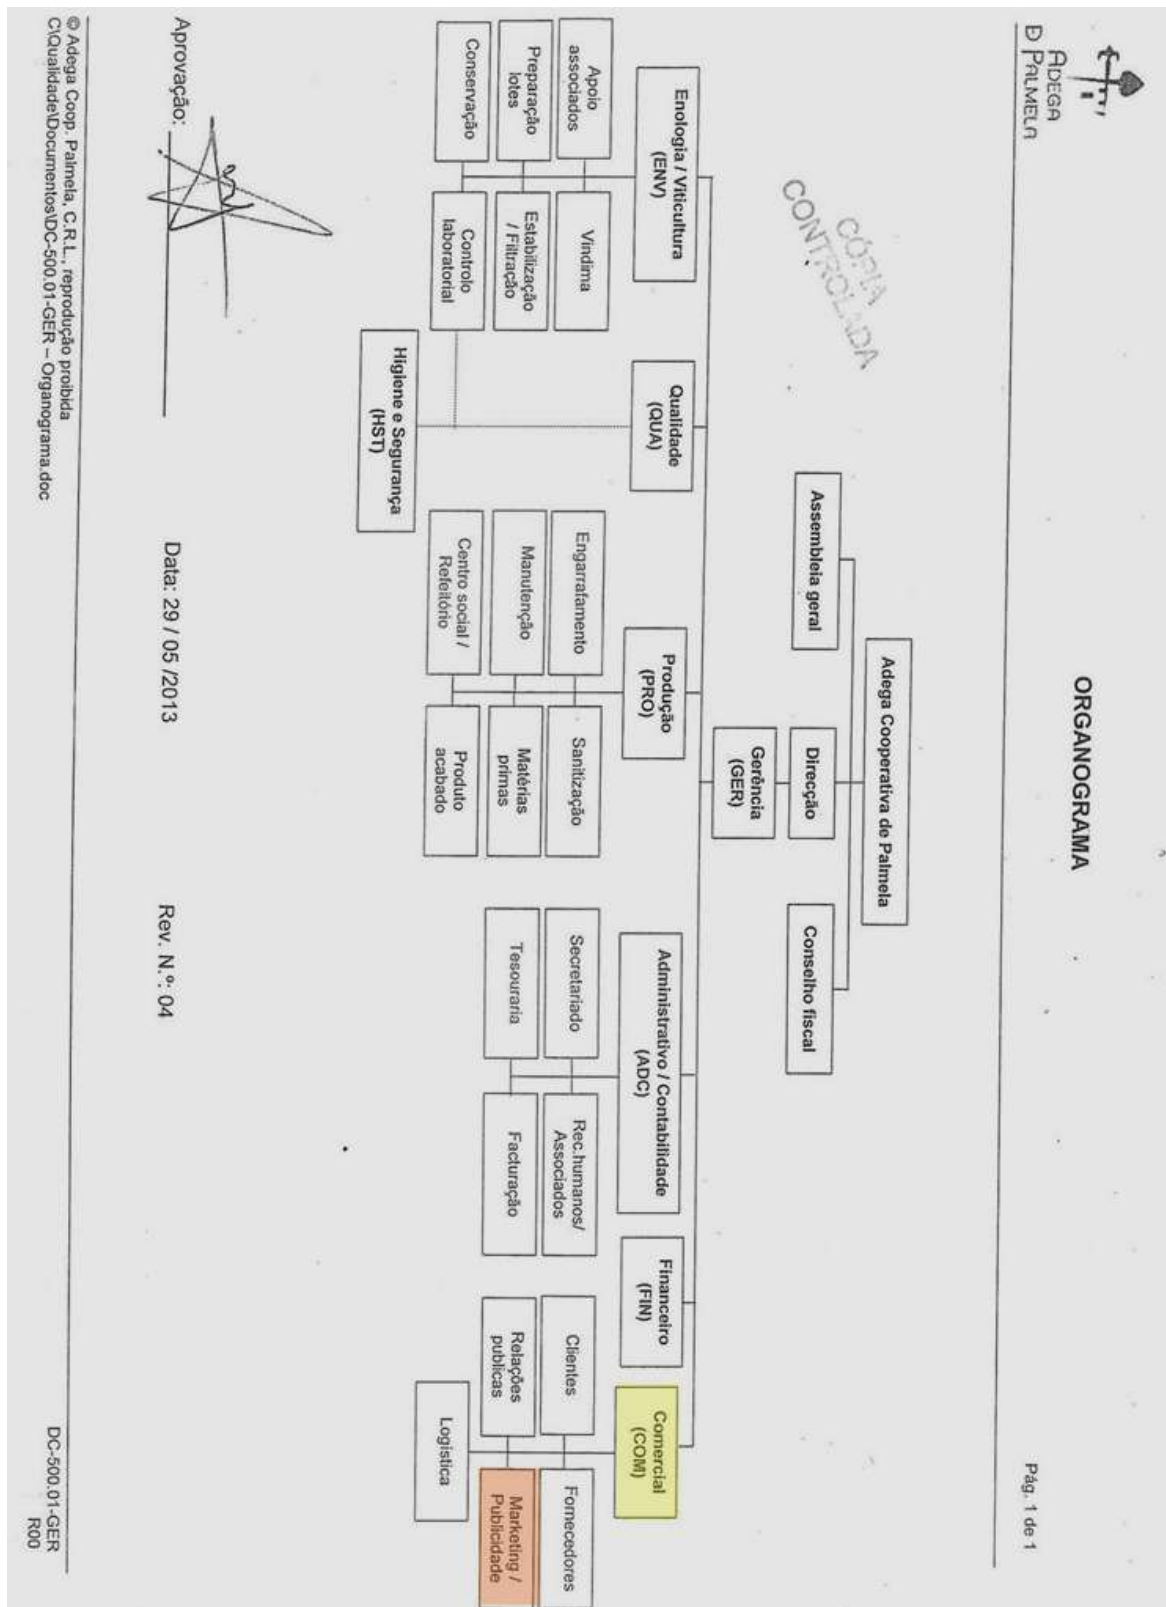 ADEGA
D PALMELA
ORGANOGRAMA
Pág. 1 de 1
CÓPIA
CONTROLADA
Adega Cooperativa de Palmela
Assembleia geral
Direcção
Conselho fiscal
Gerência
(GER)
Enologia / Viticultura
(ENV)
Qualidade
(QUA)
Produção
(PRO)
Administrativo / Contabilidade
(ADC)
Financeiro
(FIN)
Comercial
(COM)
Apoio
associados
Vindima
Preparação
lotes
Estabilização
/ Filtração
Conservação
Controlo
laboratorial
Higiene e Segurança
(HST)
Engarrafamento
Sanitização
Manutenção
Matérias
primas
Centro social /
Refeitório
Produto
acabado
Secretariado
Rec.humanos/
Associados
Tesouraria
Facturação
Clientes
Fornecedores
Relações
publicas
Marketing /
Publicidade
Logistica
Aprovação:
Data: 29 / 05 /2013
Rev. N.º: 04
© Adega Coop. Palmela, C.R.L., reprodução proibida
C\Qualidade\Documentos\DC-500.01-GER – Organograma.doc
DC-500.01-GER
R00